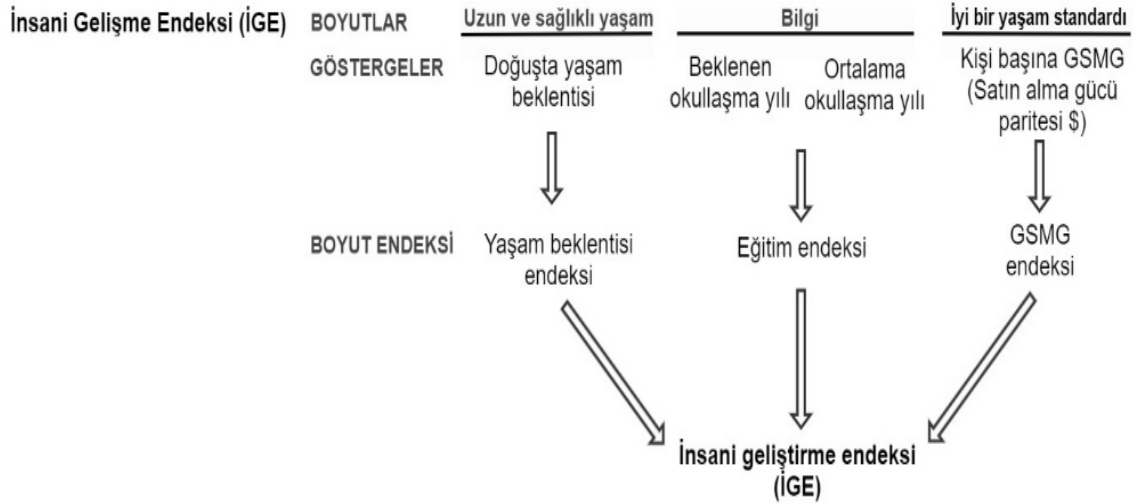 İnsani Gelişme Endeksi (İGE)
BOYUTLAR
Uzun ve sağlıklı yaşam
Bilgi
İyi bir yaşam standardı
GÖSTERGELER
Doğuşta yaşam
beklentisi
Beklenen
okullaşma yılı
Ortalama
okullaşma yılı
Kişi başına GSMG
(Satın alma gücü
paritesi $)
BOYUT ENDEKSİ
Yaşam beklentisi
endeksi
Eğitim endeksi
GSMG
endeksi
İnsani geliştirme endeksi
(İGE)